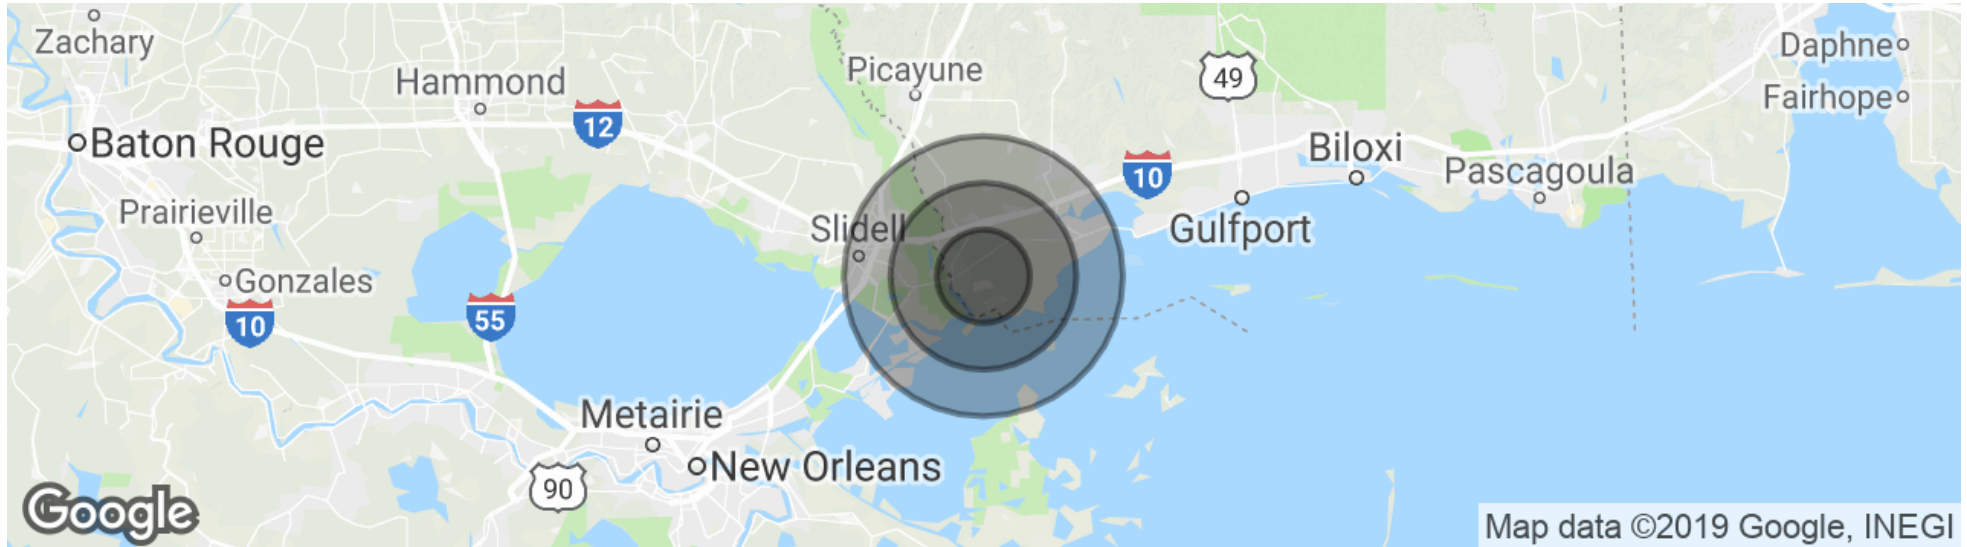 Zachary
Hammond
Picayune
49
Daphne
Fairhope
12
Baton Rouge
10
Biloxi
Pascagoula
Prairieville
Slidell
Gulfport
Gonzales
10
55
Metairie
New Orleans
90
Google
Map data ©2019 Google, INEGI